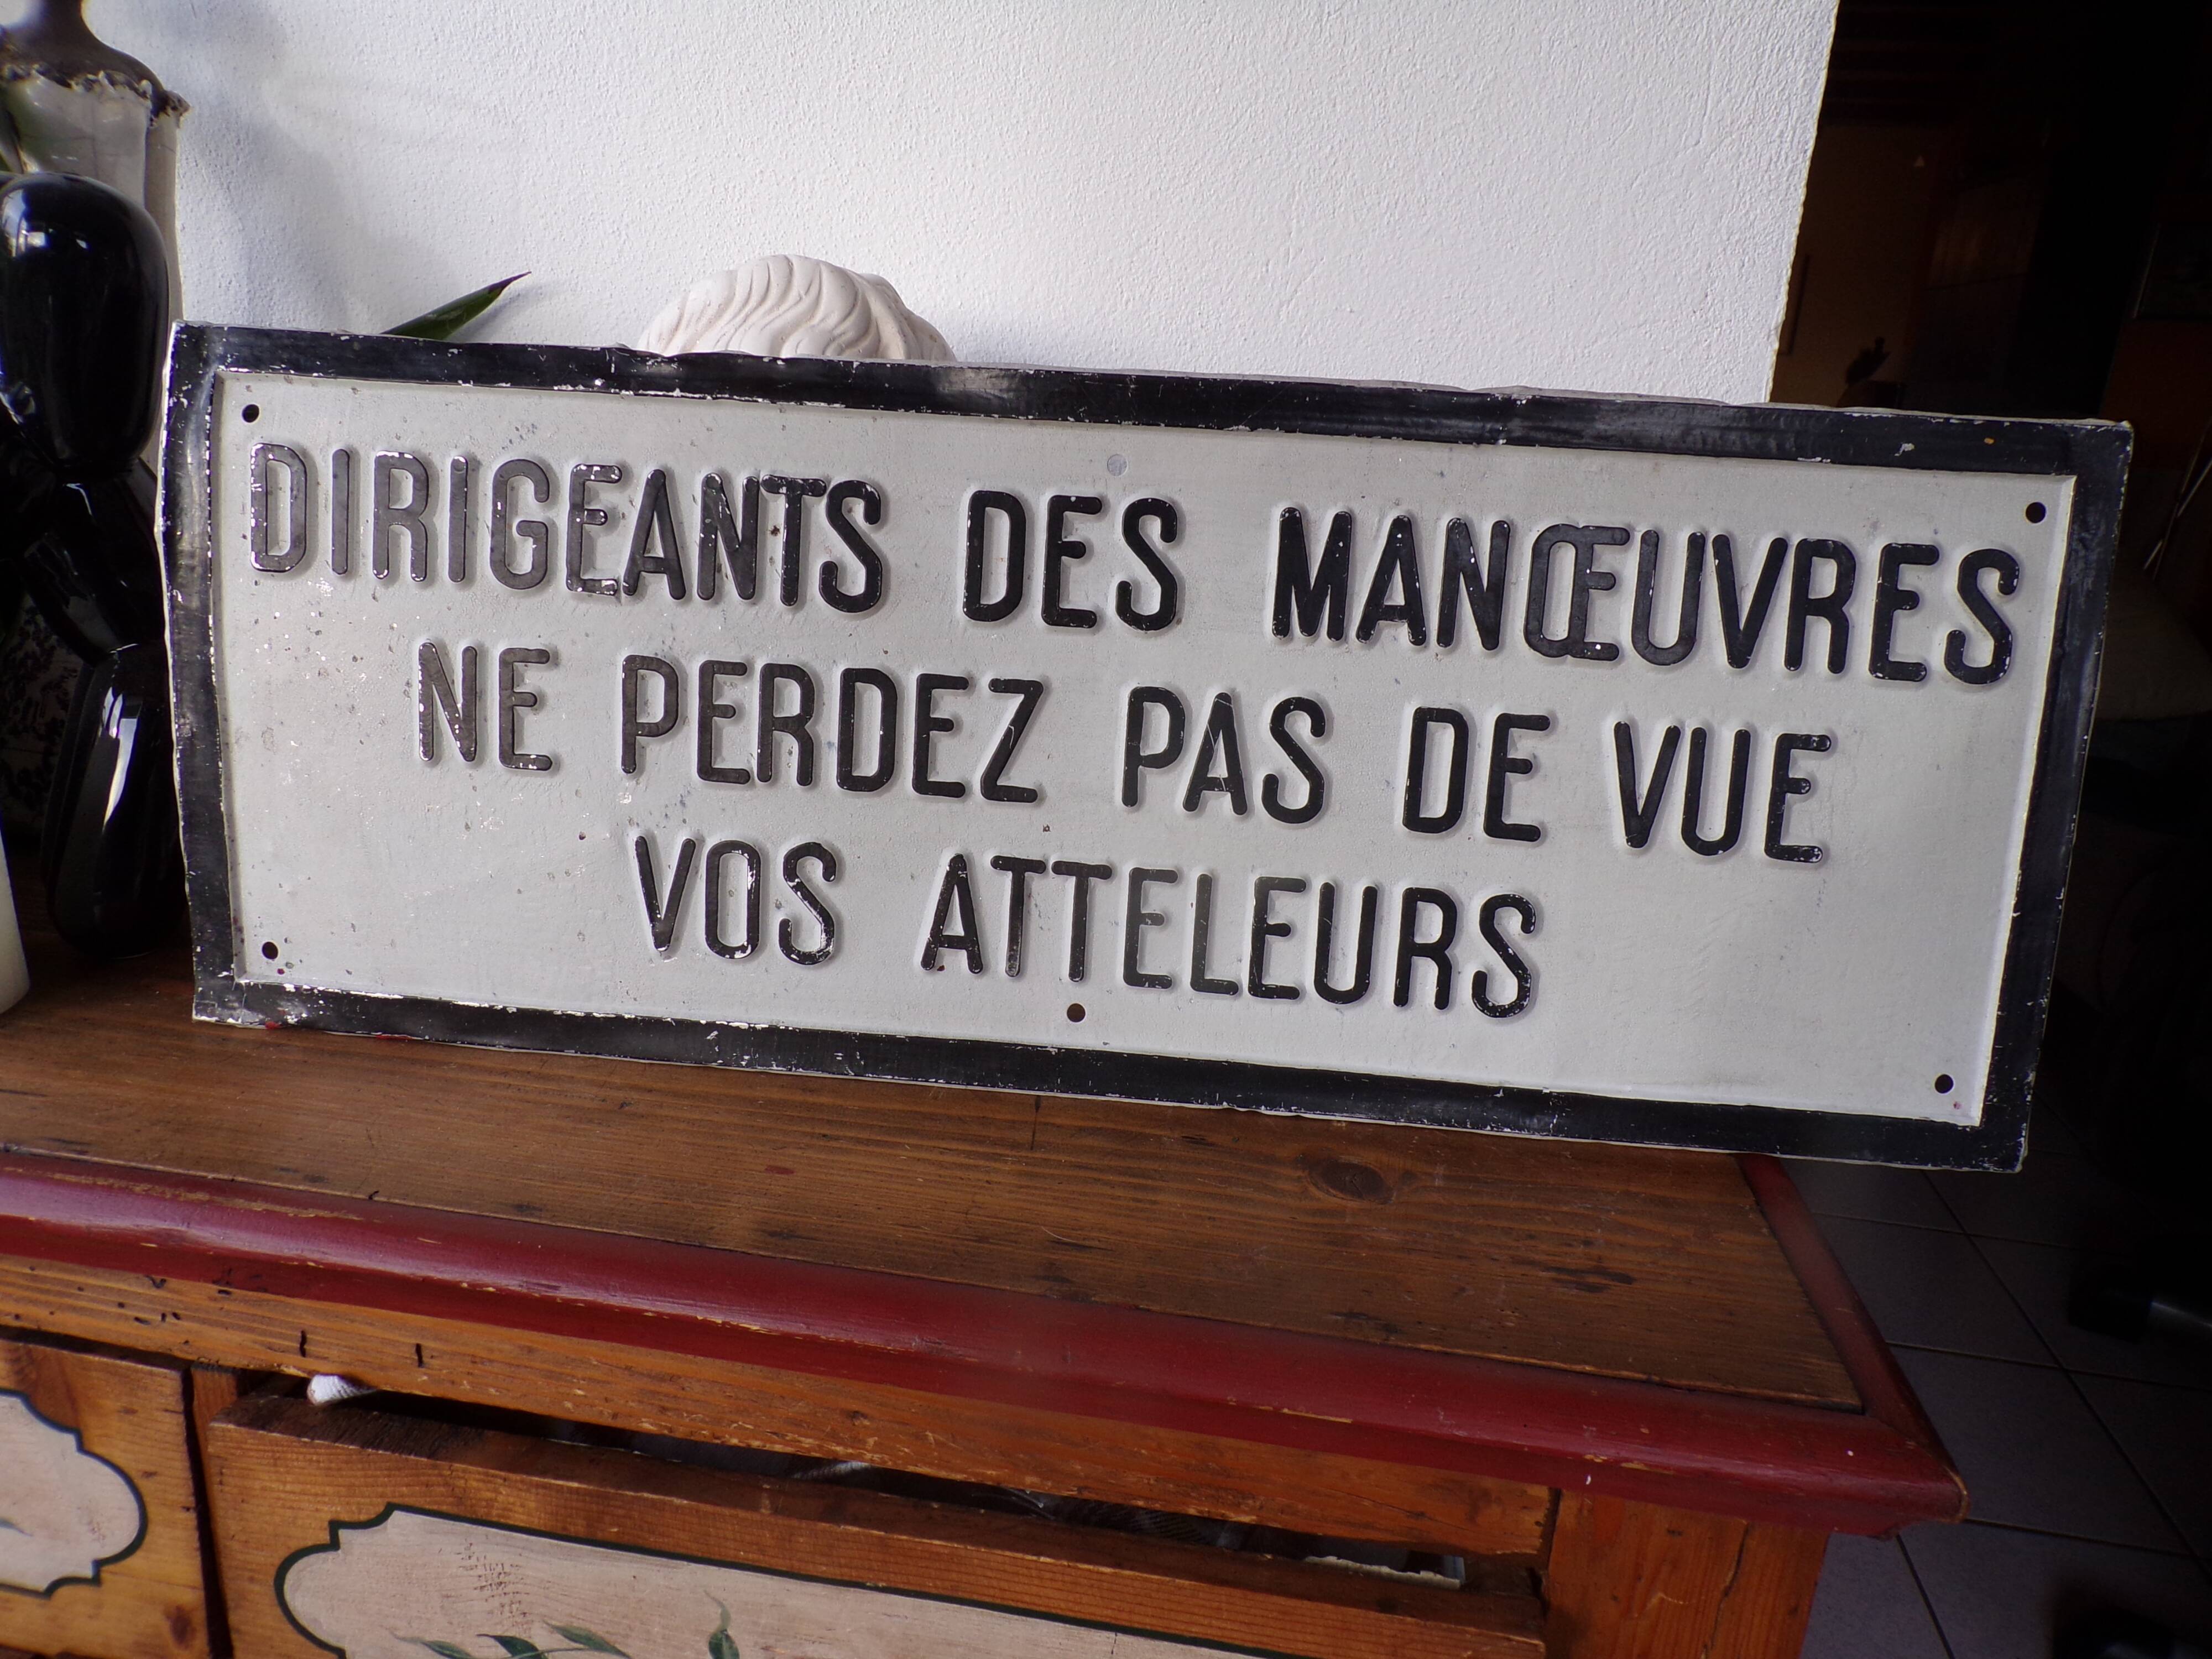 DIRIGEANTS DES MANŒUVRES
NE PERDEZ PAS DE VUE
VOS ATTELEURS